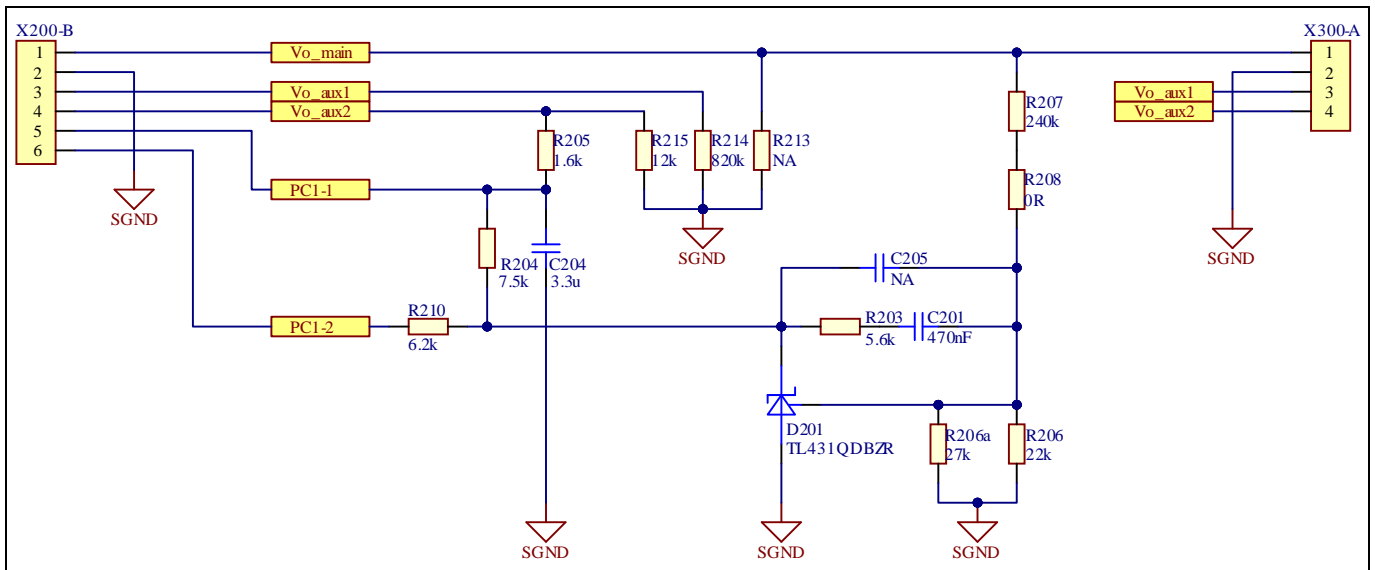 X200-B
X300-A
1
Vo_main
1
2
2
3
Vo_aux1
Vo_aux1
3
4
Vo_aux2
Vo_aux2
4
R207
240k
5
R205
1.6k
R215
12k
R214
820k
R213
NA
6
PC1-1
R208
0R
SGND
SGND
SGND
R204
7.5k
C204
3.3u
C205
NA
R210
6.2k
PC1-2
R203
5.6k
C201
470nF
D201
TL431QDBZR
R206a
27k
R206
22k
SGND
SGND
SGND